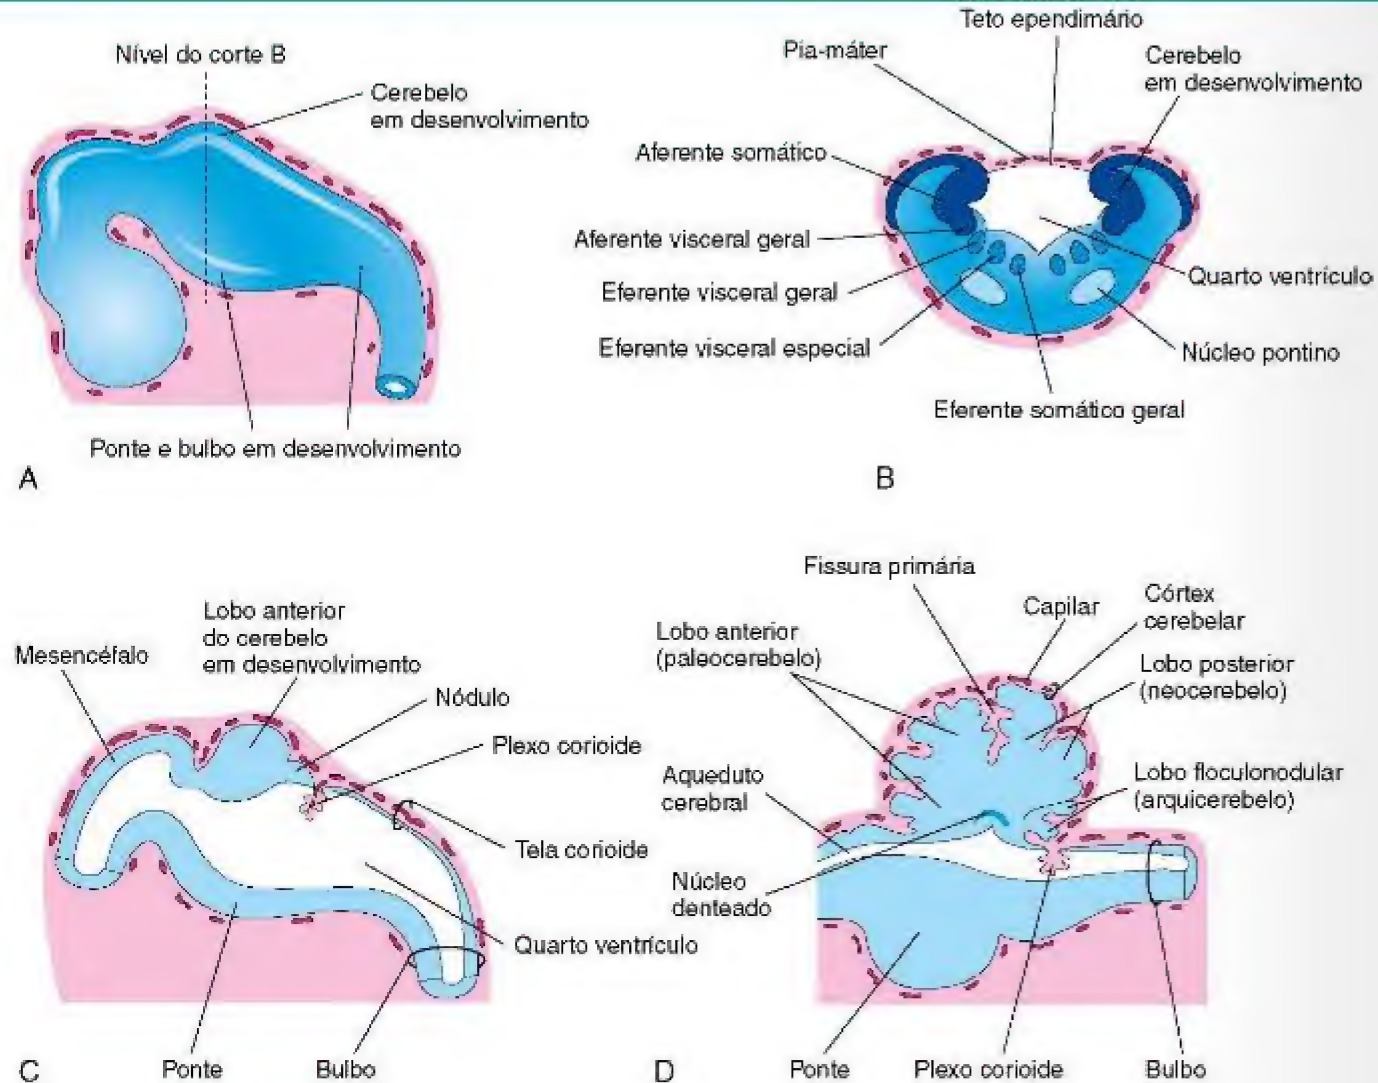 Nível do corte B
Cerebelo
em desenvolvimento
Ponte e bulbo em desenvolvimento
A
Teto ependimário
Pia-máter
Cerebelo
em desenvolvimento
Aferente somático
Aferente visceral geral
Eferente visceral geral
Eferente visceral especial
Quarto ventrículo
Núcleo pontino
Eferente somático geral
B
Lobo anterior
do cerebelo
em desenvolvimento
Mesencéfalo
Nódulo
Plexo corioide
Tela corioide
Quarto ventrículo
Ponte
Bulbo
C
Fissura primária
Capilar
Córtex
cerebelar
Lobo anterior
(paleocerebelo)
Lobo posterior
(neocerebelo)
Aqueduto
cerebral
Lobo floculonodular
(arquicerebelo)
Núcleo
denteado
Ponte
Plexo corioide
Bulbo
D